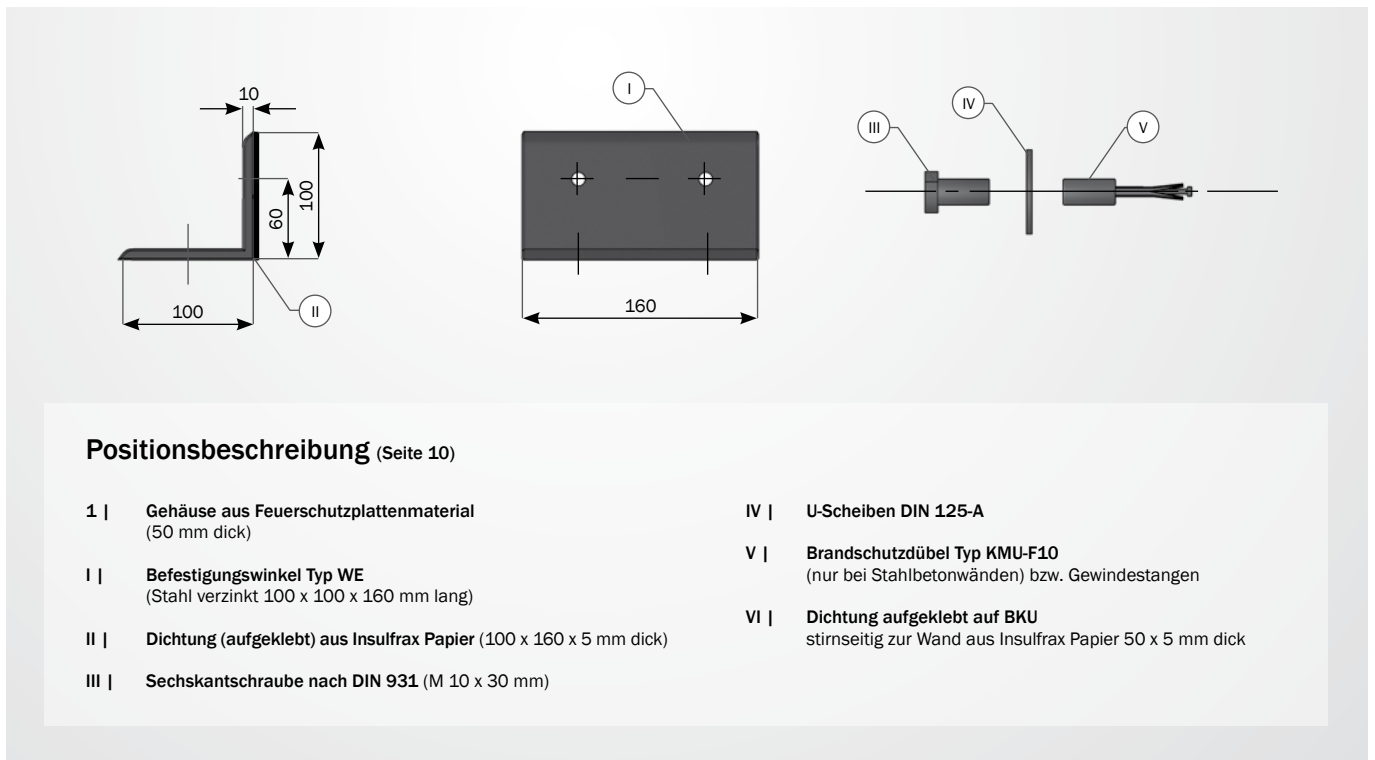 10
100
60
100
II
I
160
III
IV
V
Positionsbeschreibung (Seite 10)
1 | Gehäuse aus Feuerschutzplattenmaterial
(50 mm dick)
I | Befestigungswinkel Typ WE
(Stahl verzinkt 100 x 100 x 160 mm lang)
II | Dichtung (aufgeklebt) aus Insulfrax Papier (100 x 160 x 5 mm dick)
III | Sechskantschraube nach DIN 931 (M 10 x 30 mm)
IV | U-Scheiben DIN 125-A
V | Brandschutzdübel Typ KMU-F10
(nur bei Stahlbetonwänden) bzw. Gewindestangen
VI | Dichtung aufgeklebt auf BKU
stirnseitig zur Wand aus Insulfrax Papier 50 x 5 mm dick